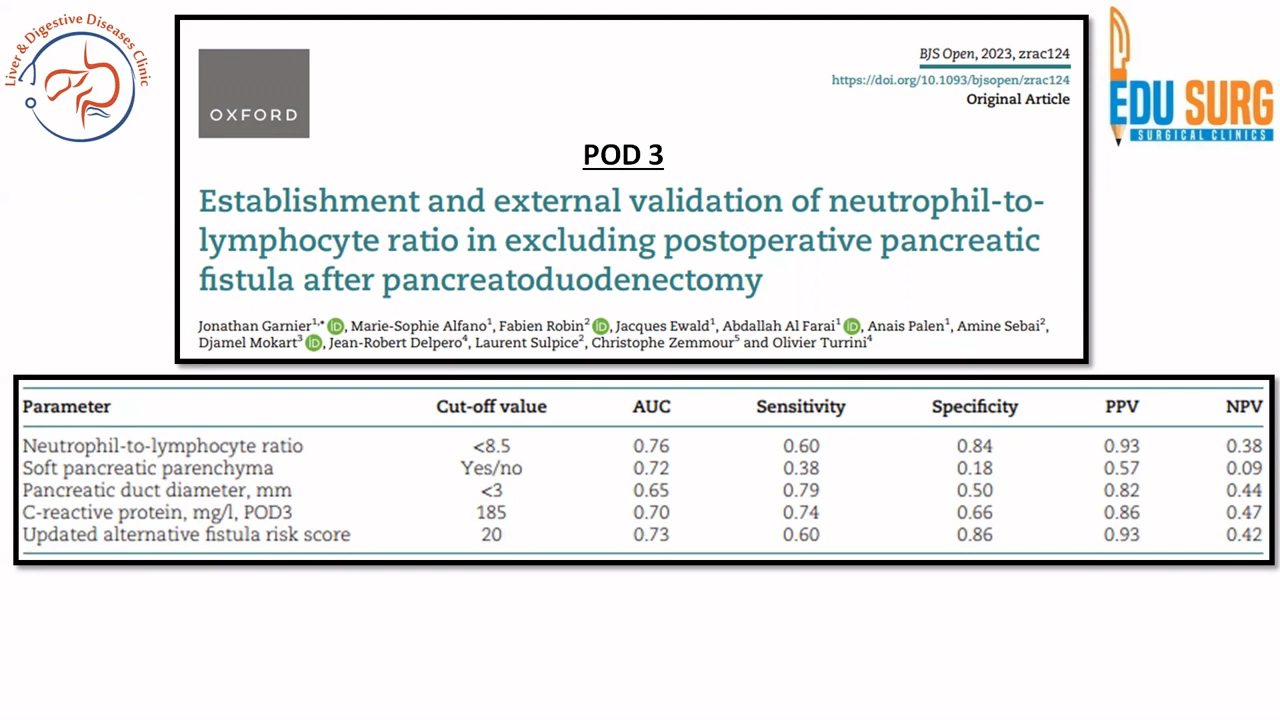 Liver & Digestive Diseases Clinic
OXFORD
BJS Open, 2023, zrac124
https://doi.org/10.1093/bjsopen/zrac124
Original Article
EDU SURG
SURGICAL CLINICS
POD 3
Establishment and external validation of neutrophil-to-
lymphocyte ratio in excluding postoperative pancreatic
fistula after pancreatoduodenectomy
Jonathan Garnier1,* iD, Marie-Sophie Alfano1, Fabien Robin2 iD, Jacques Ewald1, Abdallah Al Farai1 iD, Anais Palen1, Amine Sebai2,
Djamel Mokart3 iD, Jean-Robert Delpero4, Laurent Sulpice2, Christophe Zemmour5 and Olivier Turrini4
Parameter Cut-off value AUC Sensitivity Specificity PPV NPV
Neutrophil-to-lymphocyte ratio <8.5 0.76 0.60 0.84 0.93 0.38
Soft pancreatic parenchyma Yes/no 0.72 0.38 0.18 0.57 0.09
Pancreatic duct diameter, mm <3 0.65 0.79 0.50 0.82 0.44
C-reactive protein, mg/l, POD3 185 0.70 0.74 0.66 0.86 0.47
Updated alternative fistula risk score 20 0.73 0.60 0.86 0.93 0.42